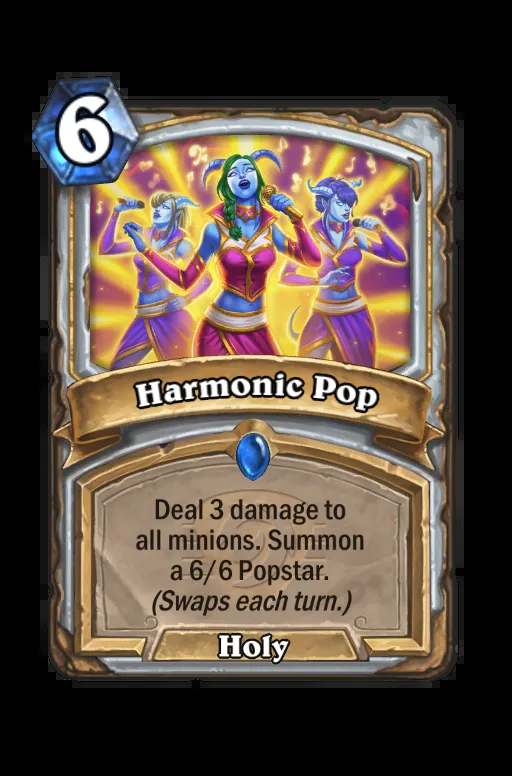 6
Harmonic Pop
Deal 3 damage to
all minions. Summon
a 6/6 Popstar.
(Swaps each turn.)
Holy